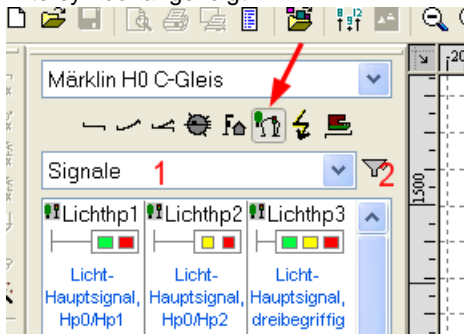 Märklin H0 C-Gleis
Signale 1 2
Lichthp1 Lichthp2 Lichthp3
Licht- Licht- Licht-
Hauptsignal, Hauptsignal, Hauptsignal,
Hp0/Hp1 Hp0/Hp2 dreibegriffig
1500